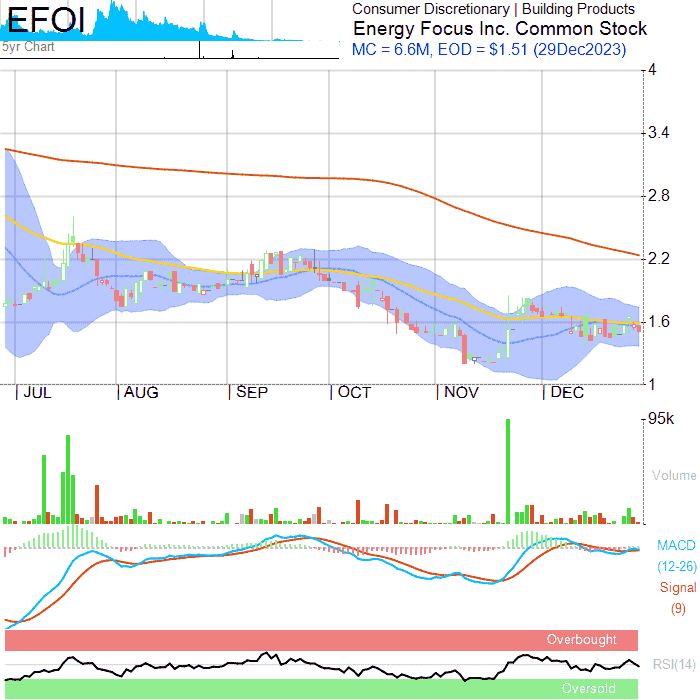 EFOI
5yr Chart
Consumer Discretionary | Building Products
Energy Focus Inc. Common Stock
MC = 6.6M, EOD = $1.51 (29Dec2023)
4
3.4
2.8
2.2
1.6
1
JUL AUG SEP OCT NOV DEC
95k
Volume
MACD
(12-26)
Signal
(9)
Overbought
RSI(14)
Oversold